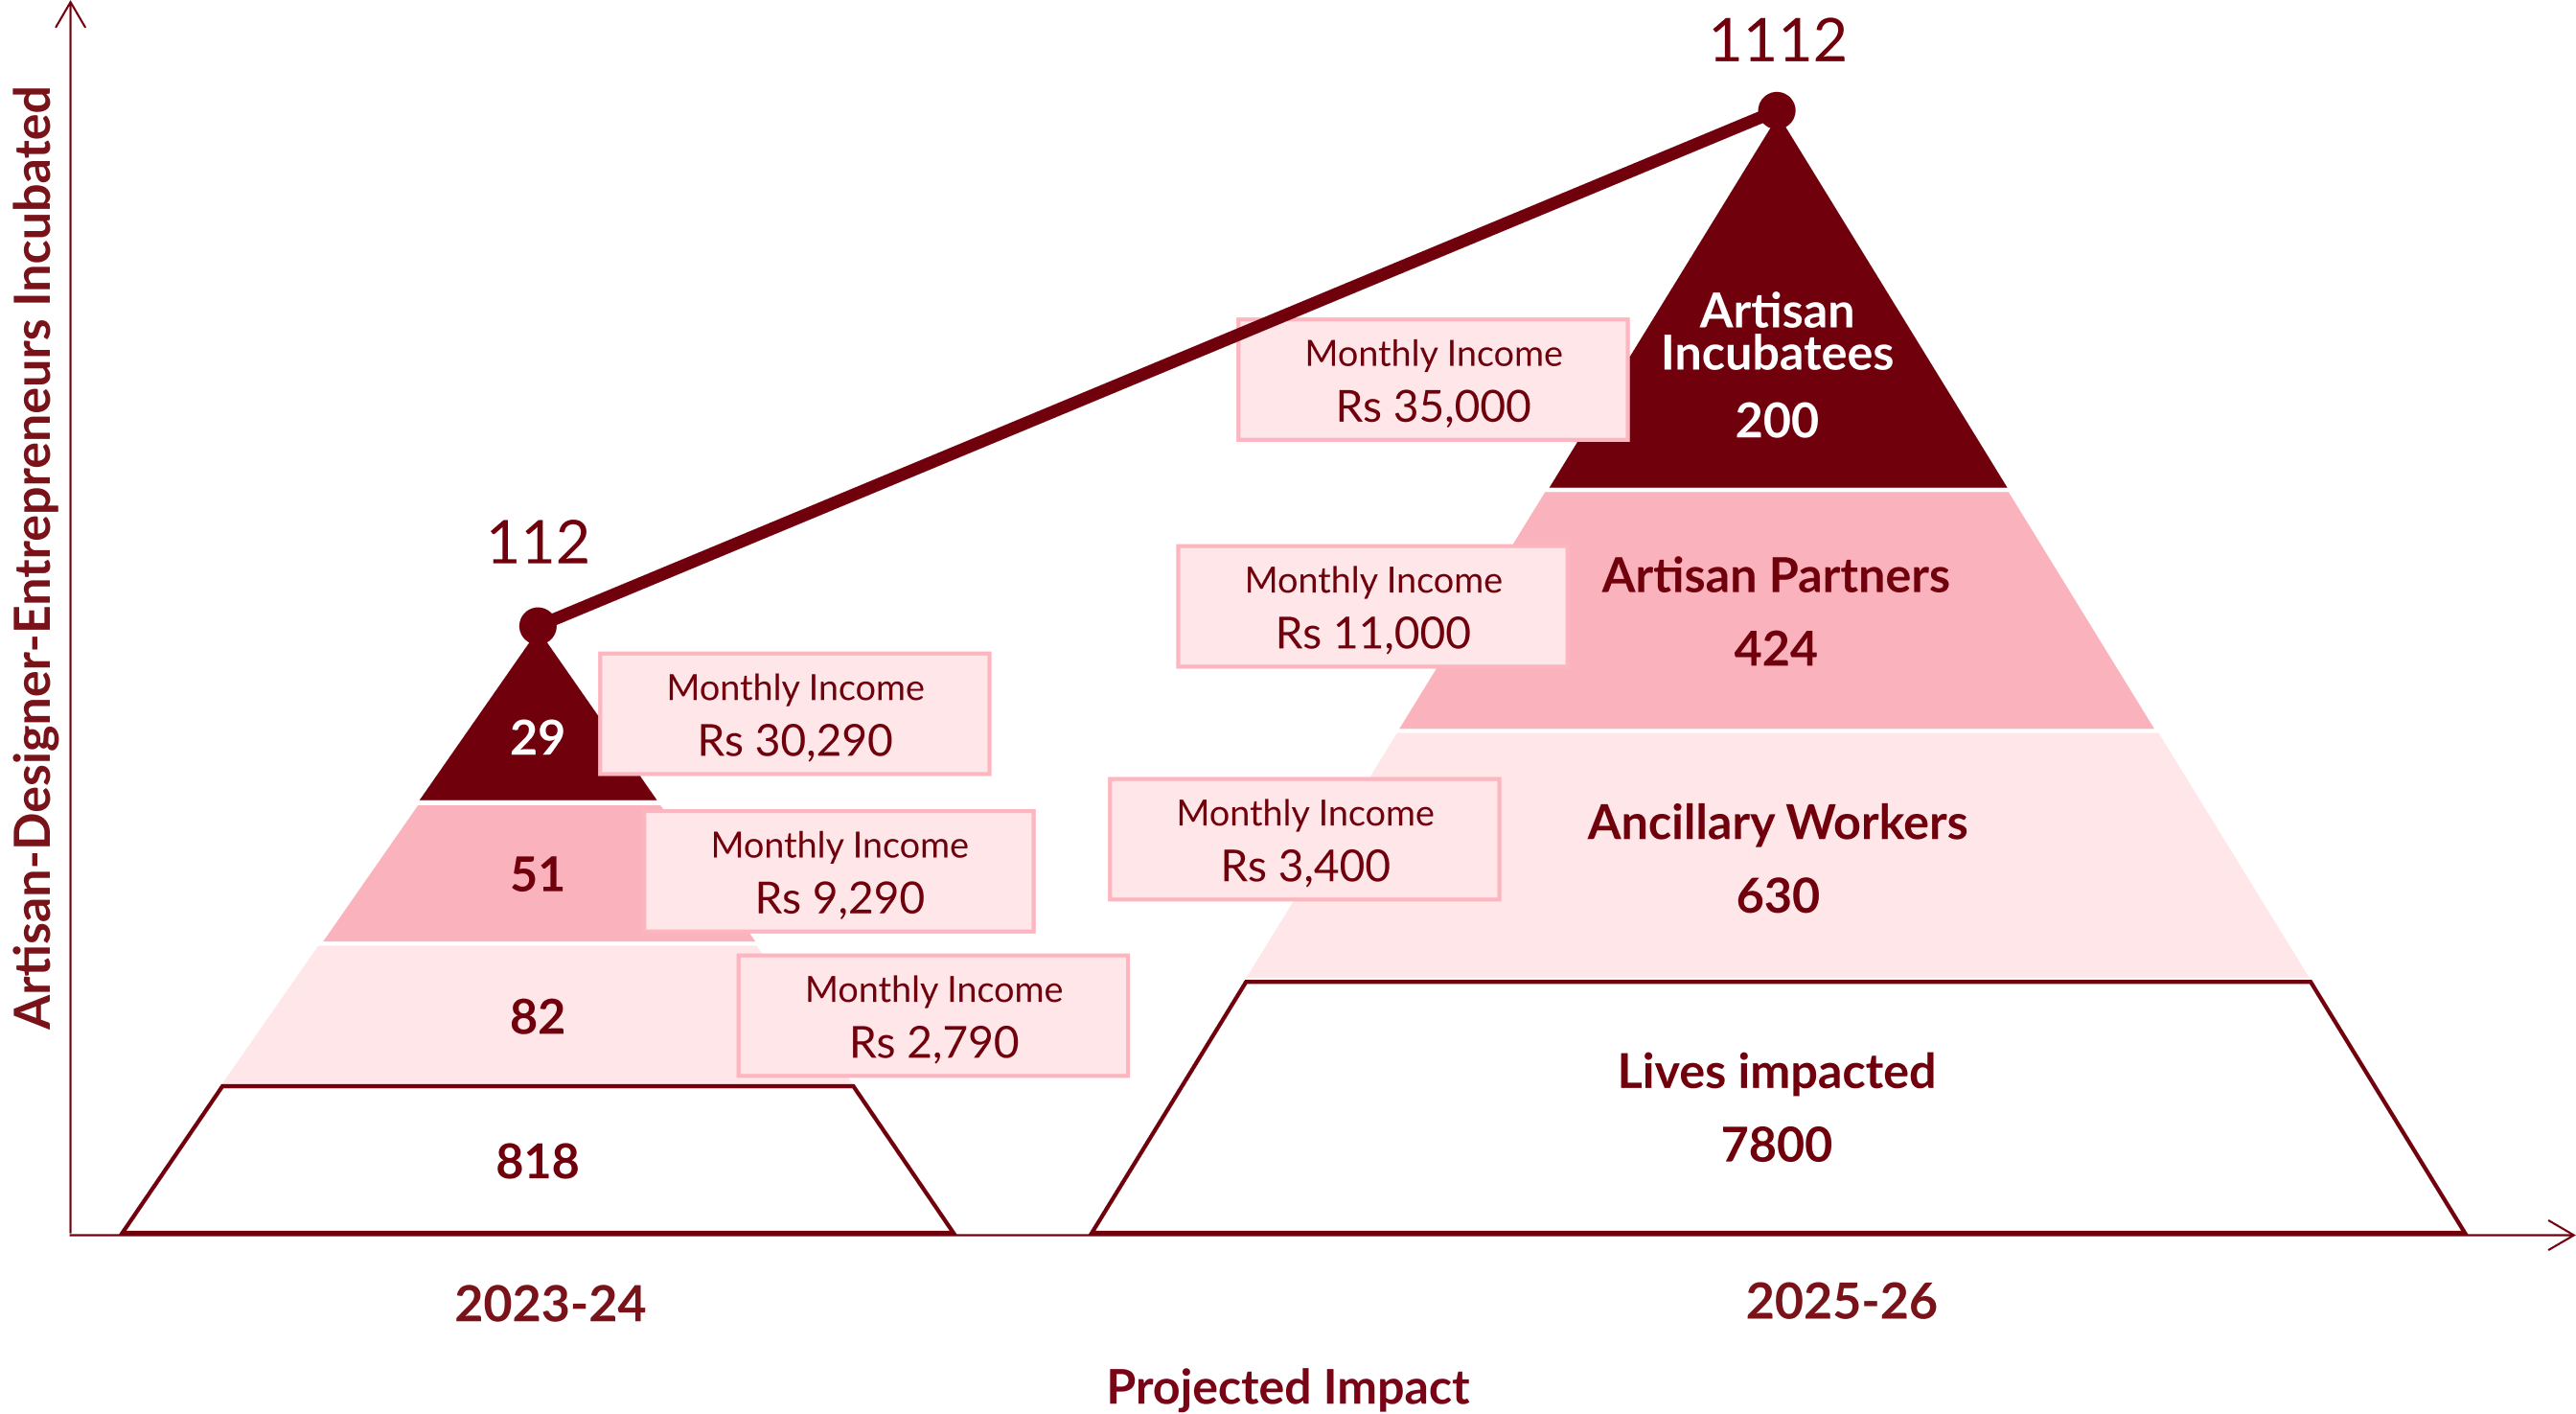 Artisan-Designer-Entrepreneurs Incubated
1112
112
Artisan
Incubatees
200
Monthly Income
Rs 35,000
Artisan Partners
424
Monthly Income
Rs 11,000
Ancillary Workers
630
Monthly Income
Rs 3,400
Lives impacted
7800
29
Monthly Income
Rs 30,290
51
Monthly Income
Rs 9,290
82
Monthly Income
Rs 2,790
818
2023-24
2025-26
Projected Impact